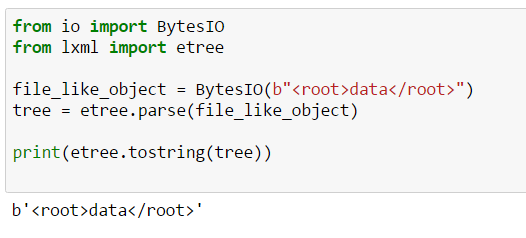 from io import BytesIO
from lxml import etree
file_like_object = BytesIO(b"<root>data</root>")
tree = etree.parse(file_like_object)
print(etree.tostring(tree))
b'<root>data</root>'